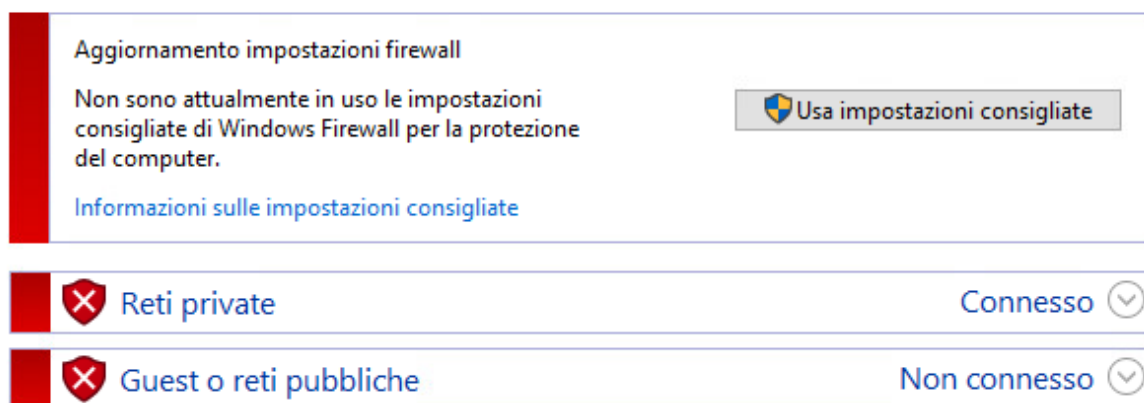 Aggiornamento impostazioni firewall
Non sono attualmente in uso le impostazioni
consigliate di Windows Firewall per la protezione
del computer.
Usa impostazioni consigliate
Informazioni sulle impostazioni consigliate
Reti private Connesso
Guest o reti pubbliche Non connesso